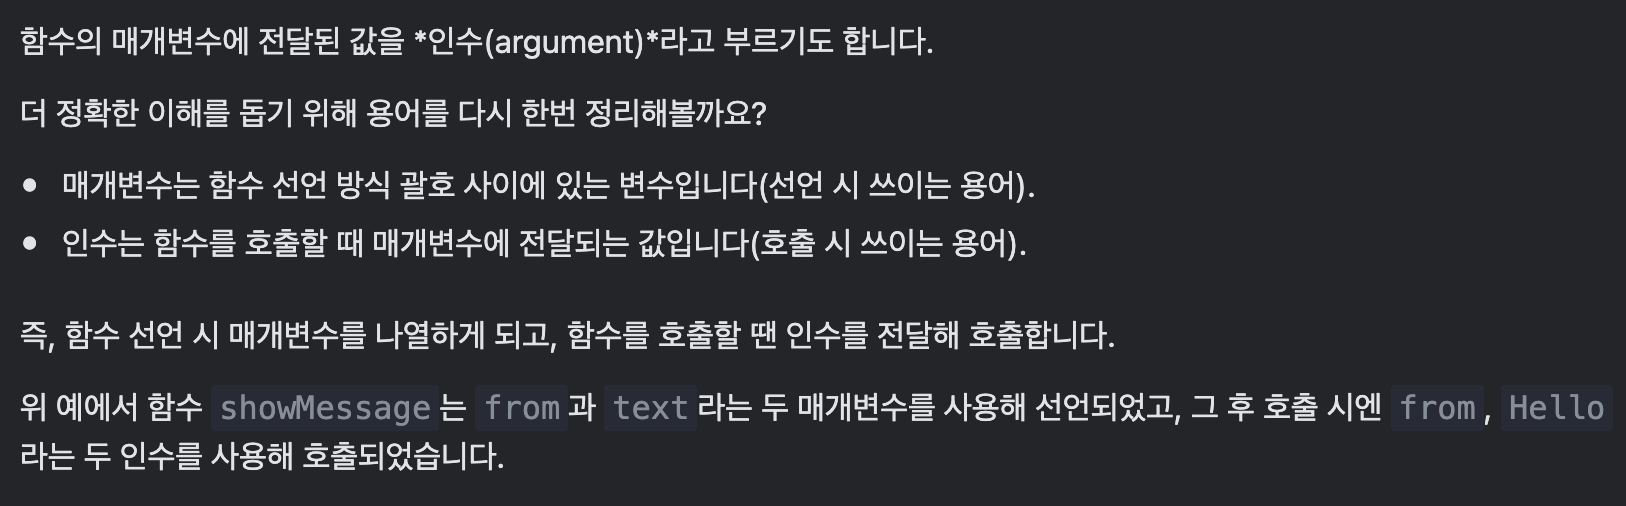 함수의 매개변수에 전달된 값을 *인수(argument)*라고 부르기도 합니다.
더 정확한 이해를 돕기 위해 용어를 다시 한번 정리해볼까요?
• 매개변수는 함수 선언 방식 괄호 사이에 있는 변수입니다(선언 시 쓰이는 용어).
• 인수는 함수를 호출할 때 매개변수에 전달되는 값입니다(호출 시 쓰이는 용어).
즉, 함수 선언 시 매개변수를 나열하게 되고, 함수를 호출할 땐 인수를 전달해 호출합니다.
위 예에서 함수 showMessage는 from과 text라는 두 매개변수를 사용해 선언되었고, 그 후 호출 시엔 from, Hello
라는 두 인수를 사용해 호출되었습니다.